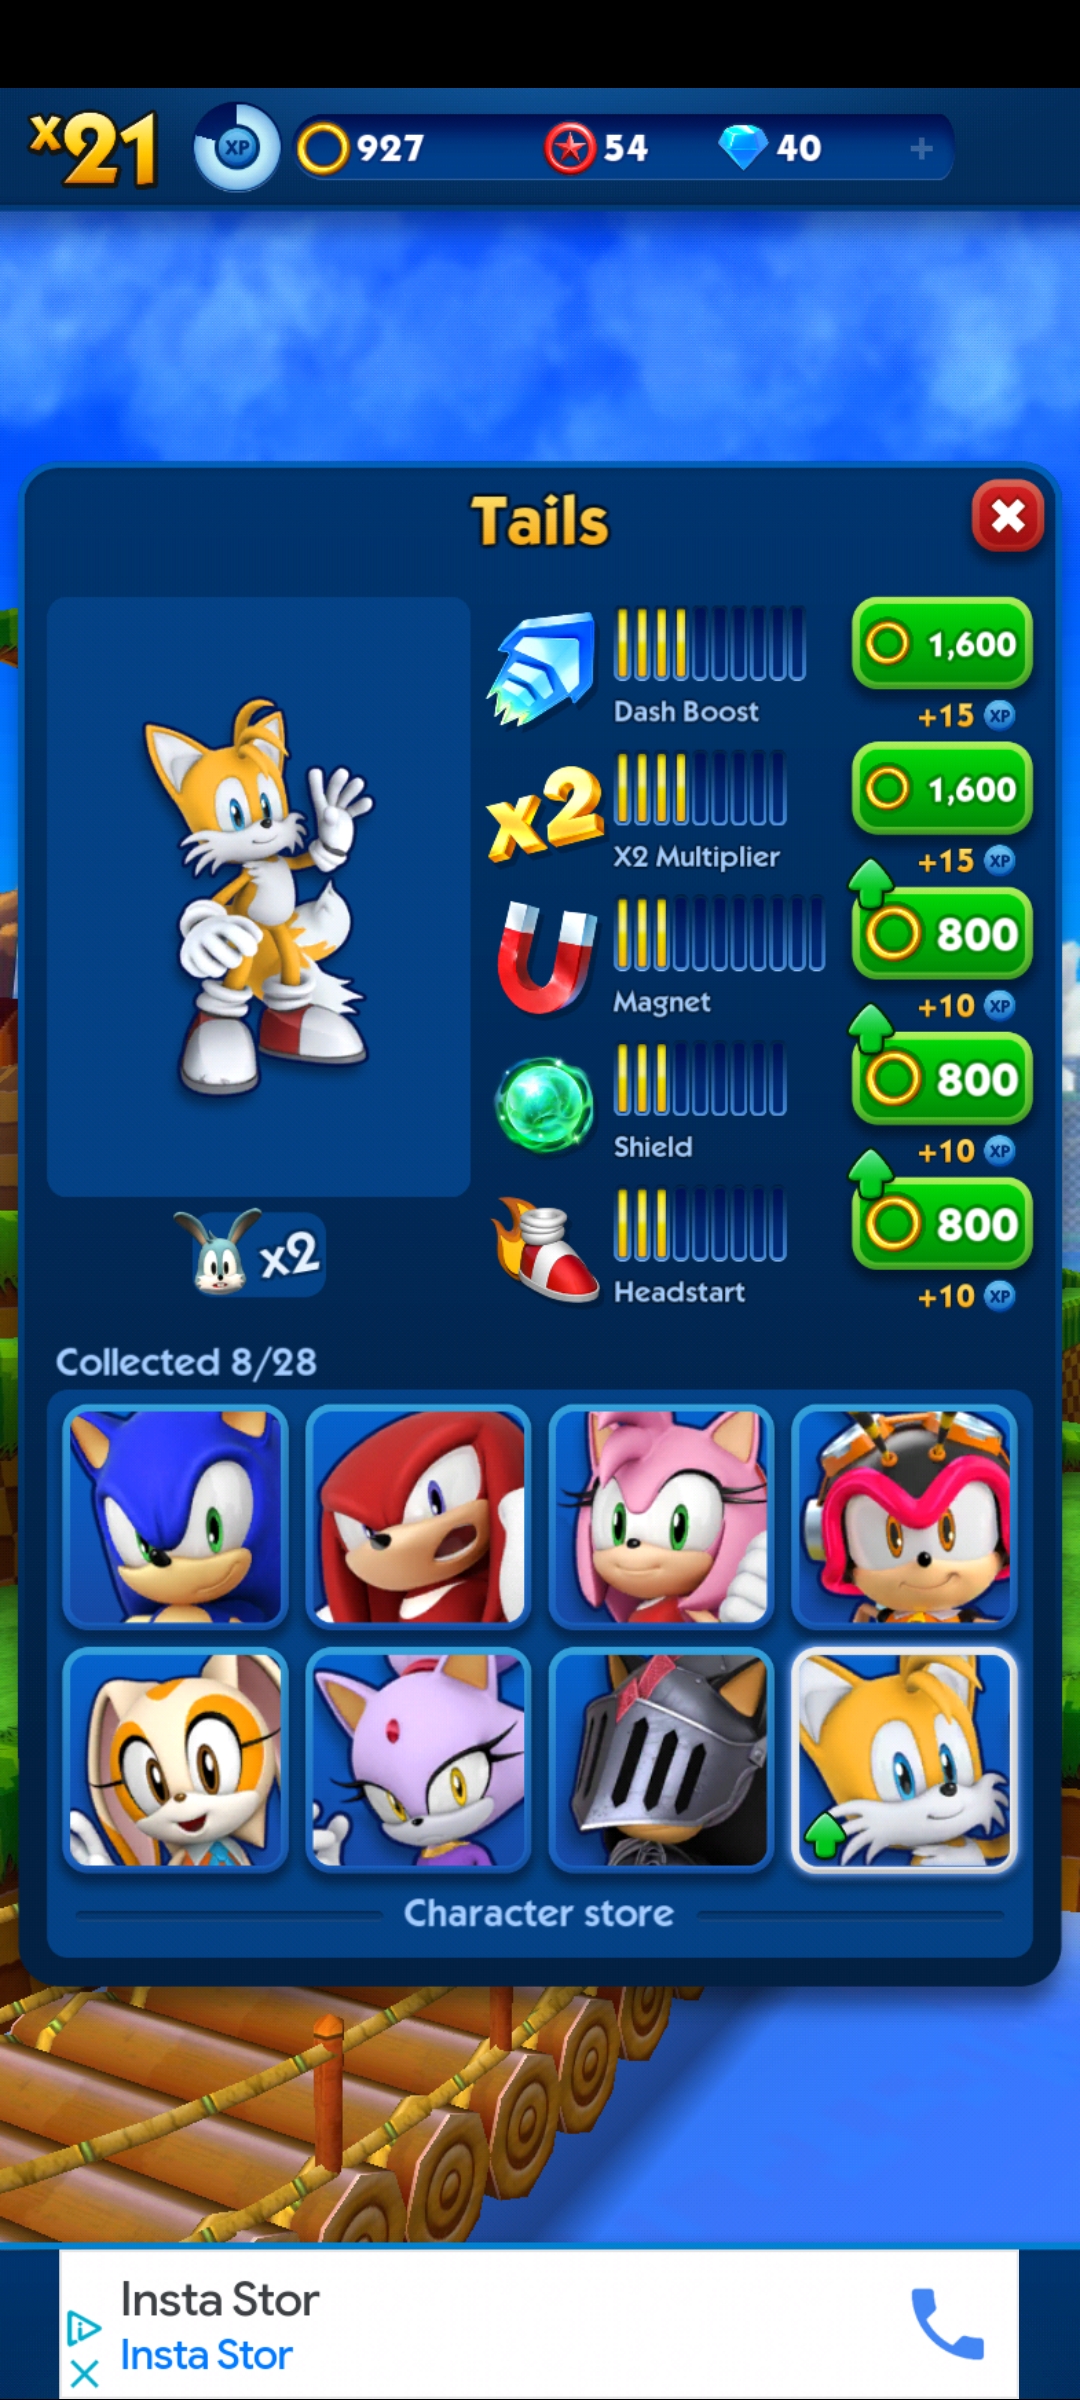 x21 XP 927 54 40 +
Tails
1,600
Dash Boost
+15 XP
x2
1,600
X2 Multiplier
+15 XP
800
Magnet
+10 XP
800
Shield
+10 XP
x2
800
Headstart
+10 XP
Collected 8/28
Character store
Insta Stor
Insta Stor